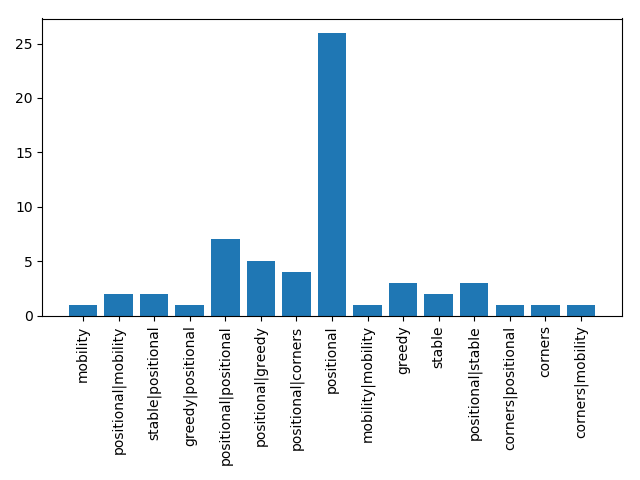 25
20
15
10
5
0
mobility
positional|mobility
stable|positional
greedy|positional
positional|positional
positional|greedy
positional|corners
positional
mobility|mobility
greedy
stable
positional|stable
corners|positional
corners
corners|mobility